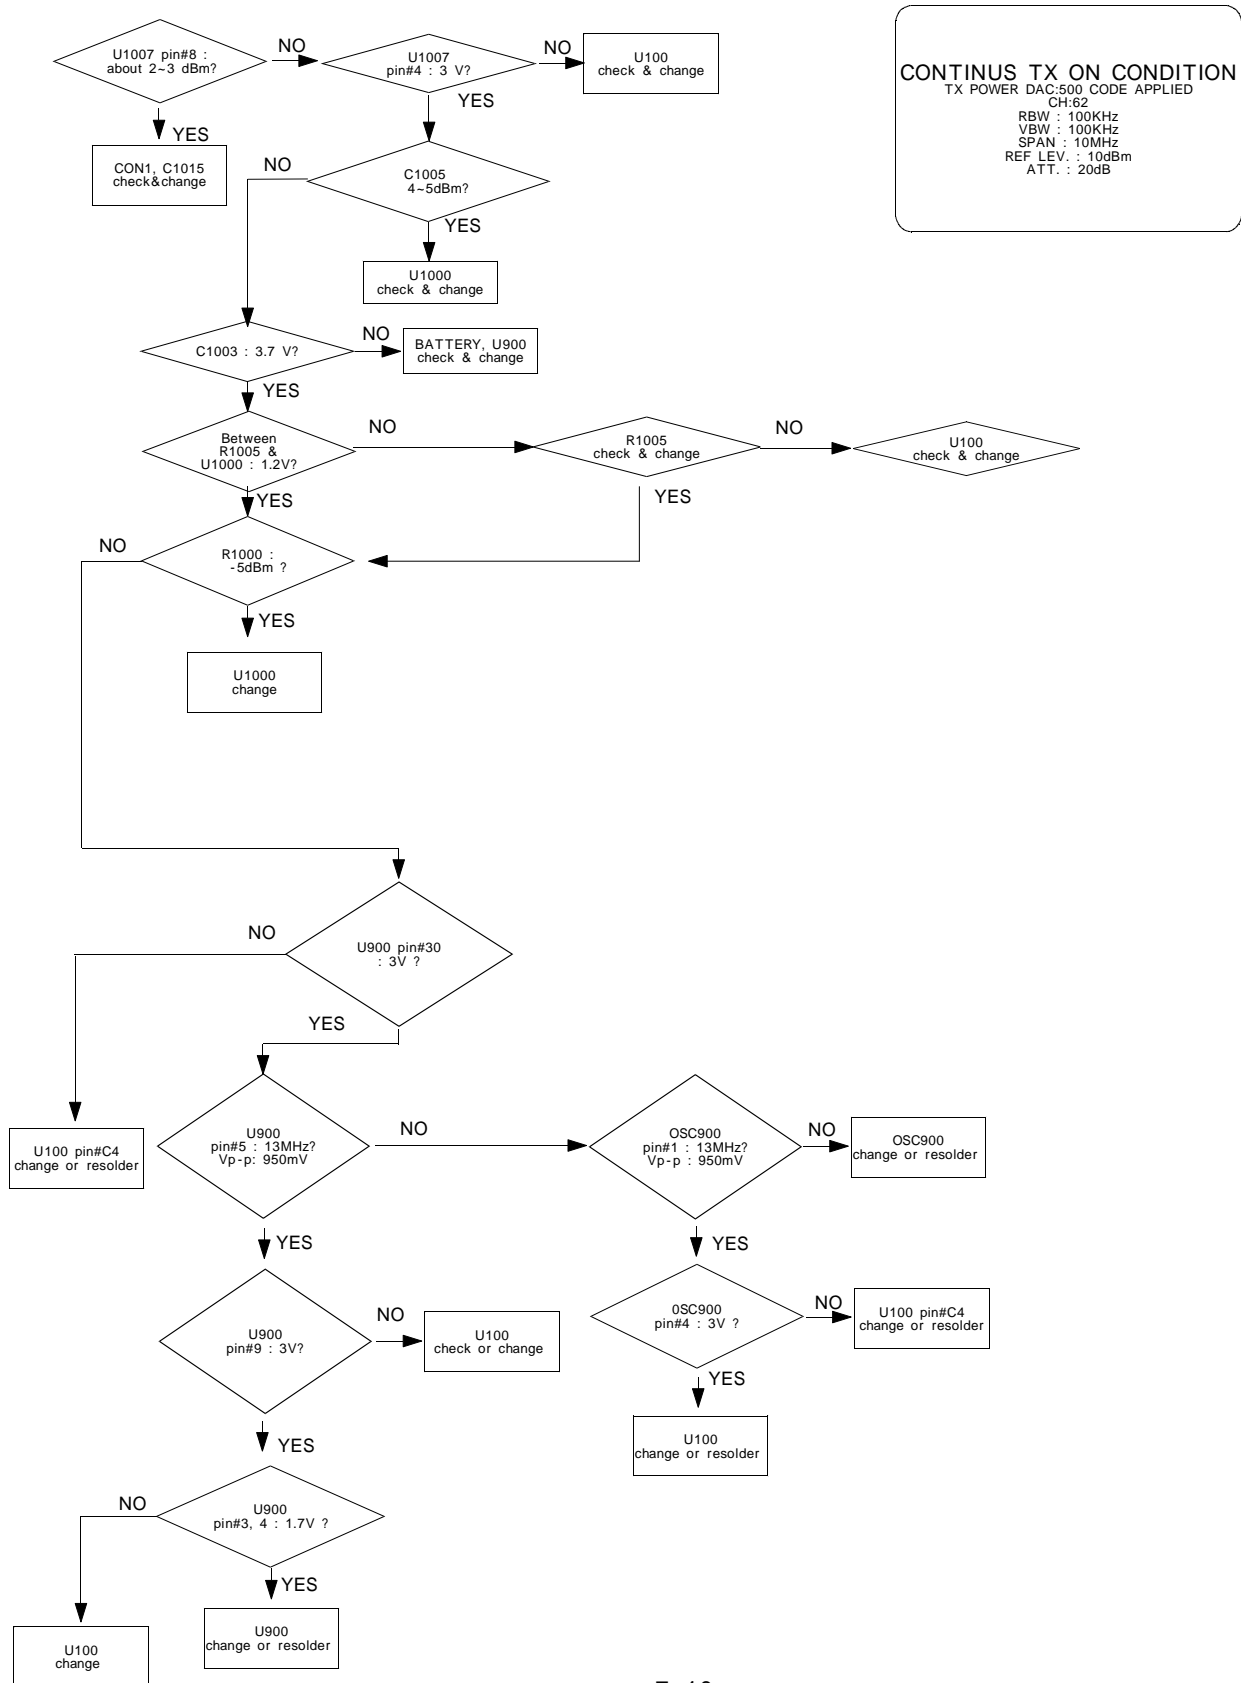 U1007 pin#8 :
about 2~3 dBm?
NO
U1007
pin#4 : 3 V?
NO
U100
check & change
CONTINUS TX ON CONDITION
TX POWER DAC:500 CODE APPLIED
CH:62
RBW : 100KHz
VBW : 100KHz
SPAN : 10MHz
REF LEV. : 10dBm
ATT. : 20dB
YES
YES
CON1, C1015
check&change
NO
C1005
4~5dBm?
YES
U1000
check & change
C1003 : 3.7 V?
NO
BATTERY, U900
check & change
YES
Between
R1005 &
U1000 : 1.2V?
NO
R1005
check & change
NO
U100
check & change
YES
YES
NO
R1000 :
-5dBm ?
YES
U1000
change
NO
U900 pin#30
: 3V ?
YES
U100 pin#C4
change or resolder
U900
pin#5 : 13MHz?
Vp-p: 950mV
NO
OSC900
pin#1 : 13MHz?
Vp-p : 950mV
NO
OSC900
change or resolder
YES
YES
U900
pin#9 : 3V?
NO
U100
check or change
0SC900
pin#4 : 3V ?
NO
U100 pin#C4
change or resolder
YES
YES
U100
change or resolder
NO
U900
pin#3, 4 : 1.7V ?
YES
U100
change
U900
change or resolder